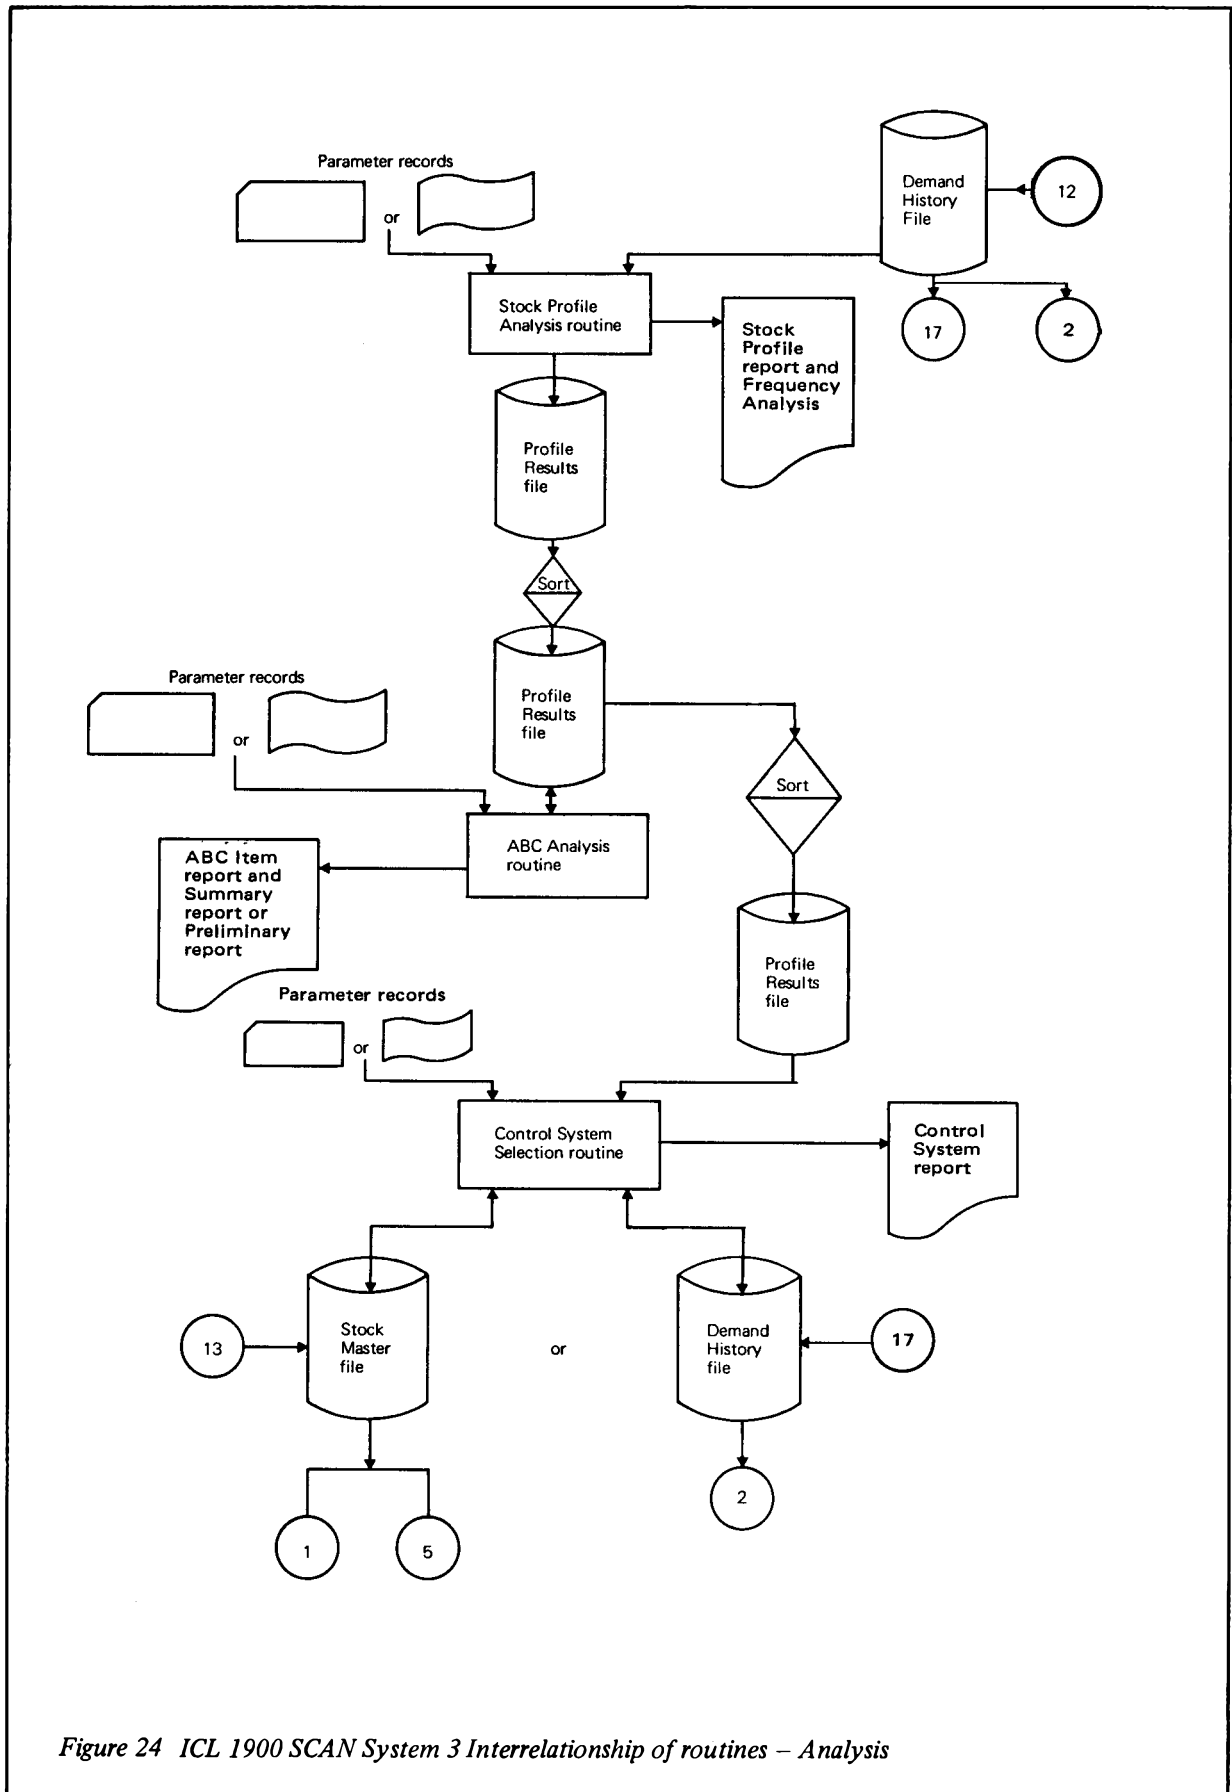 Parameter records
or
Demand
History
File
12
Stock Profile
Analysis routine
17
2
Stock
Profile
report and
Frequency
Analysis
Profile
Results
file
Sort
Parameter records
or
Profile
Results
file
Sort
ABC Analysis
routine
ABC Item
report and
Summary
report or
Preliminary
report
Profile
Results
file
Parameter records
or
Control System
Selection routine
Control
System
report
13
Stock
Master
file
or
Demand
History
file
17
2
1
5
Figure 24 ICL 1900 SCAN System 3 Interrelationship of routines – Analysis